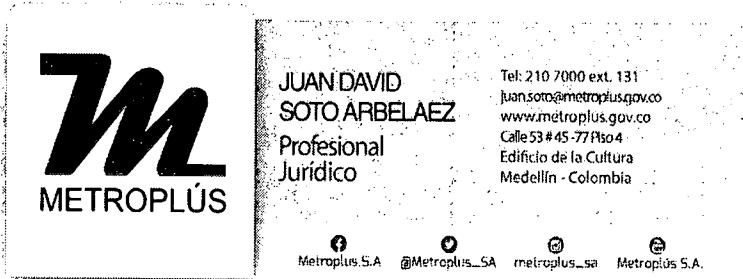 METROPLÚS
JUAN DAVID
SOTO ARBELAEZ
Profesional
Jurídico
Tel: 210 7000 ext. 131
juan.soto@metroplus.gov.co
www.metroplus.gov.co
Calle 53 # 45 -77 Piso 4
Edificio de la Cultura
Medellín - Colombia
Metroplus.S.A
@Metroplus_SA
metroplus_sa
Metroplús S.A.